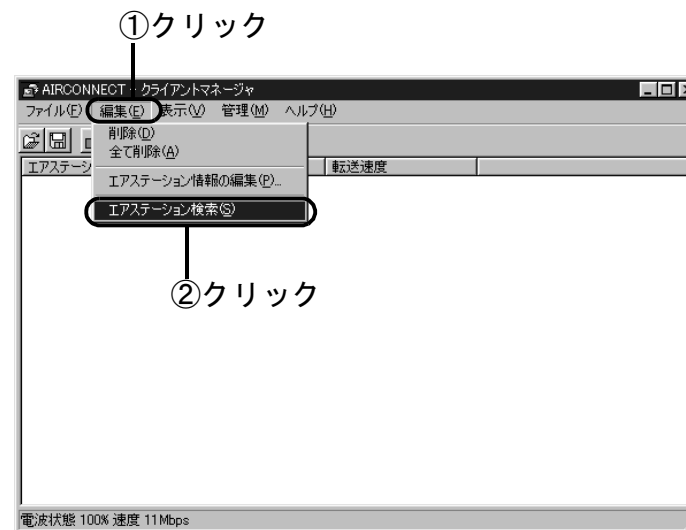 ①クリック
AIRCONNECT - クライアントマネージャ
ファイル(F) 編集(E) 表示(V) 管理(M) ヘルプ(H)
削除(D)
全て削除(A)
エアステーション情報の編集(P)...
エアステーション検索(S)
エアステーシ 転送速度
②クリック
電波状態 100% 速度 11Mbps